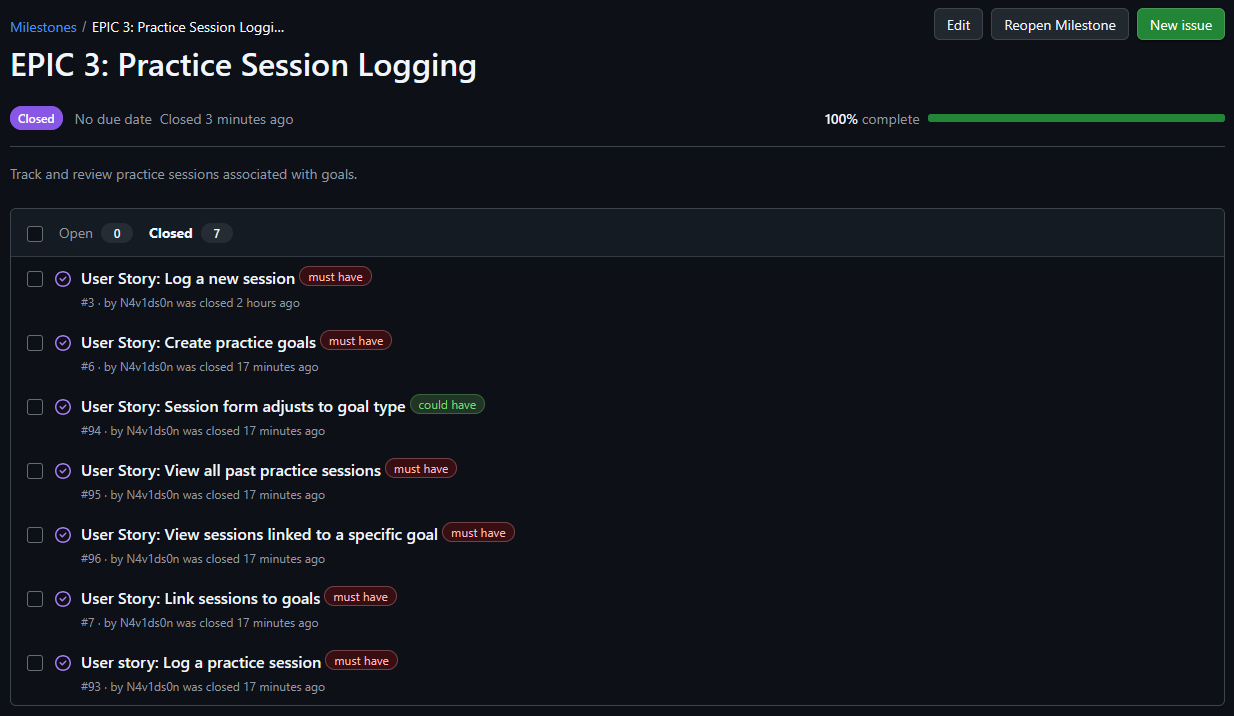 Milestones / EPIC 3: Practice Session Loggi...
Edit
Reopen Milestone
New issue
EPIC 3: Practice Session Logging
Closed No due date Closed 3 minutes ago
100% complete
Track and review practice sessions associated with goals.
Open 0 Closed 7
User Story: Log a new session must have
#3 · by N4v1ds0n was closed 2 hours ago
User Story: Create practice goals must have
#6 · by N4v1ds0n was closed 17 minutes ago
User Story: Session form adjusts to goal type could have
#94 · by N4v1ds0n was closed 17 minutes ago
User Story: View all past practice sessions must have
#95 · by N4v1ds0n was closed 17 minutes ago
User Story: View sessions linked to a specific goal must have
#96 · by N4v1ds0n was closed 17 minutes ago
User Story: Link sessions to goals must have
#7 · by N4v1ds0n was closed 17 minutes ago
User story: Log a practice session must have
#93 · by N4v1ds0n was closed 17 minutes ago